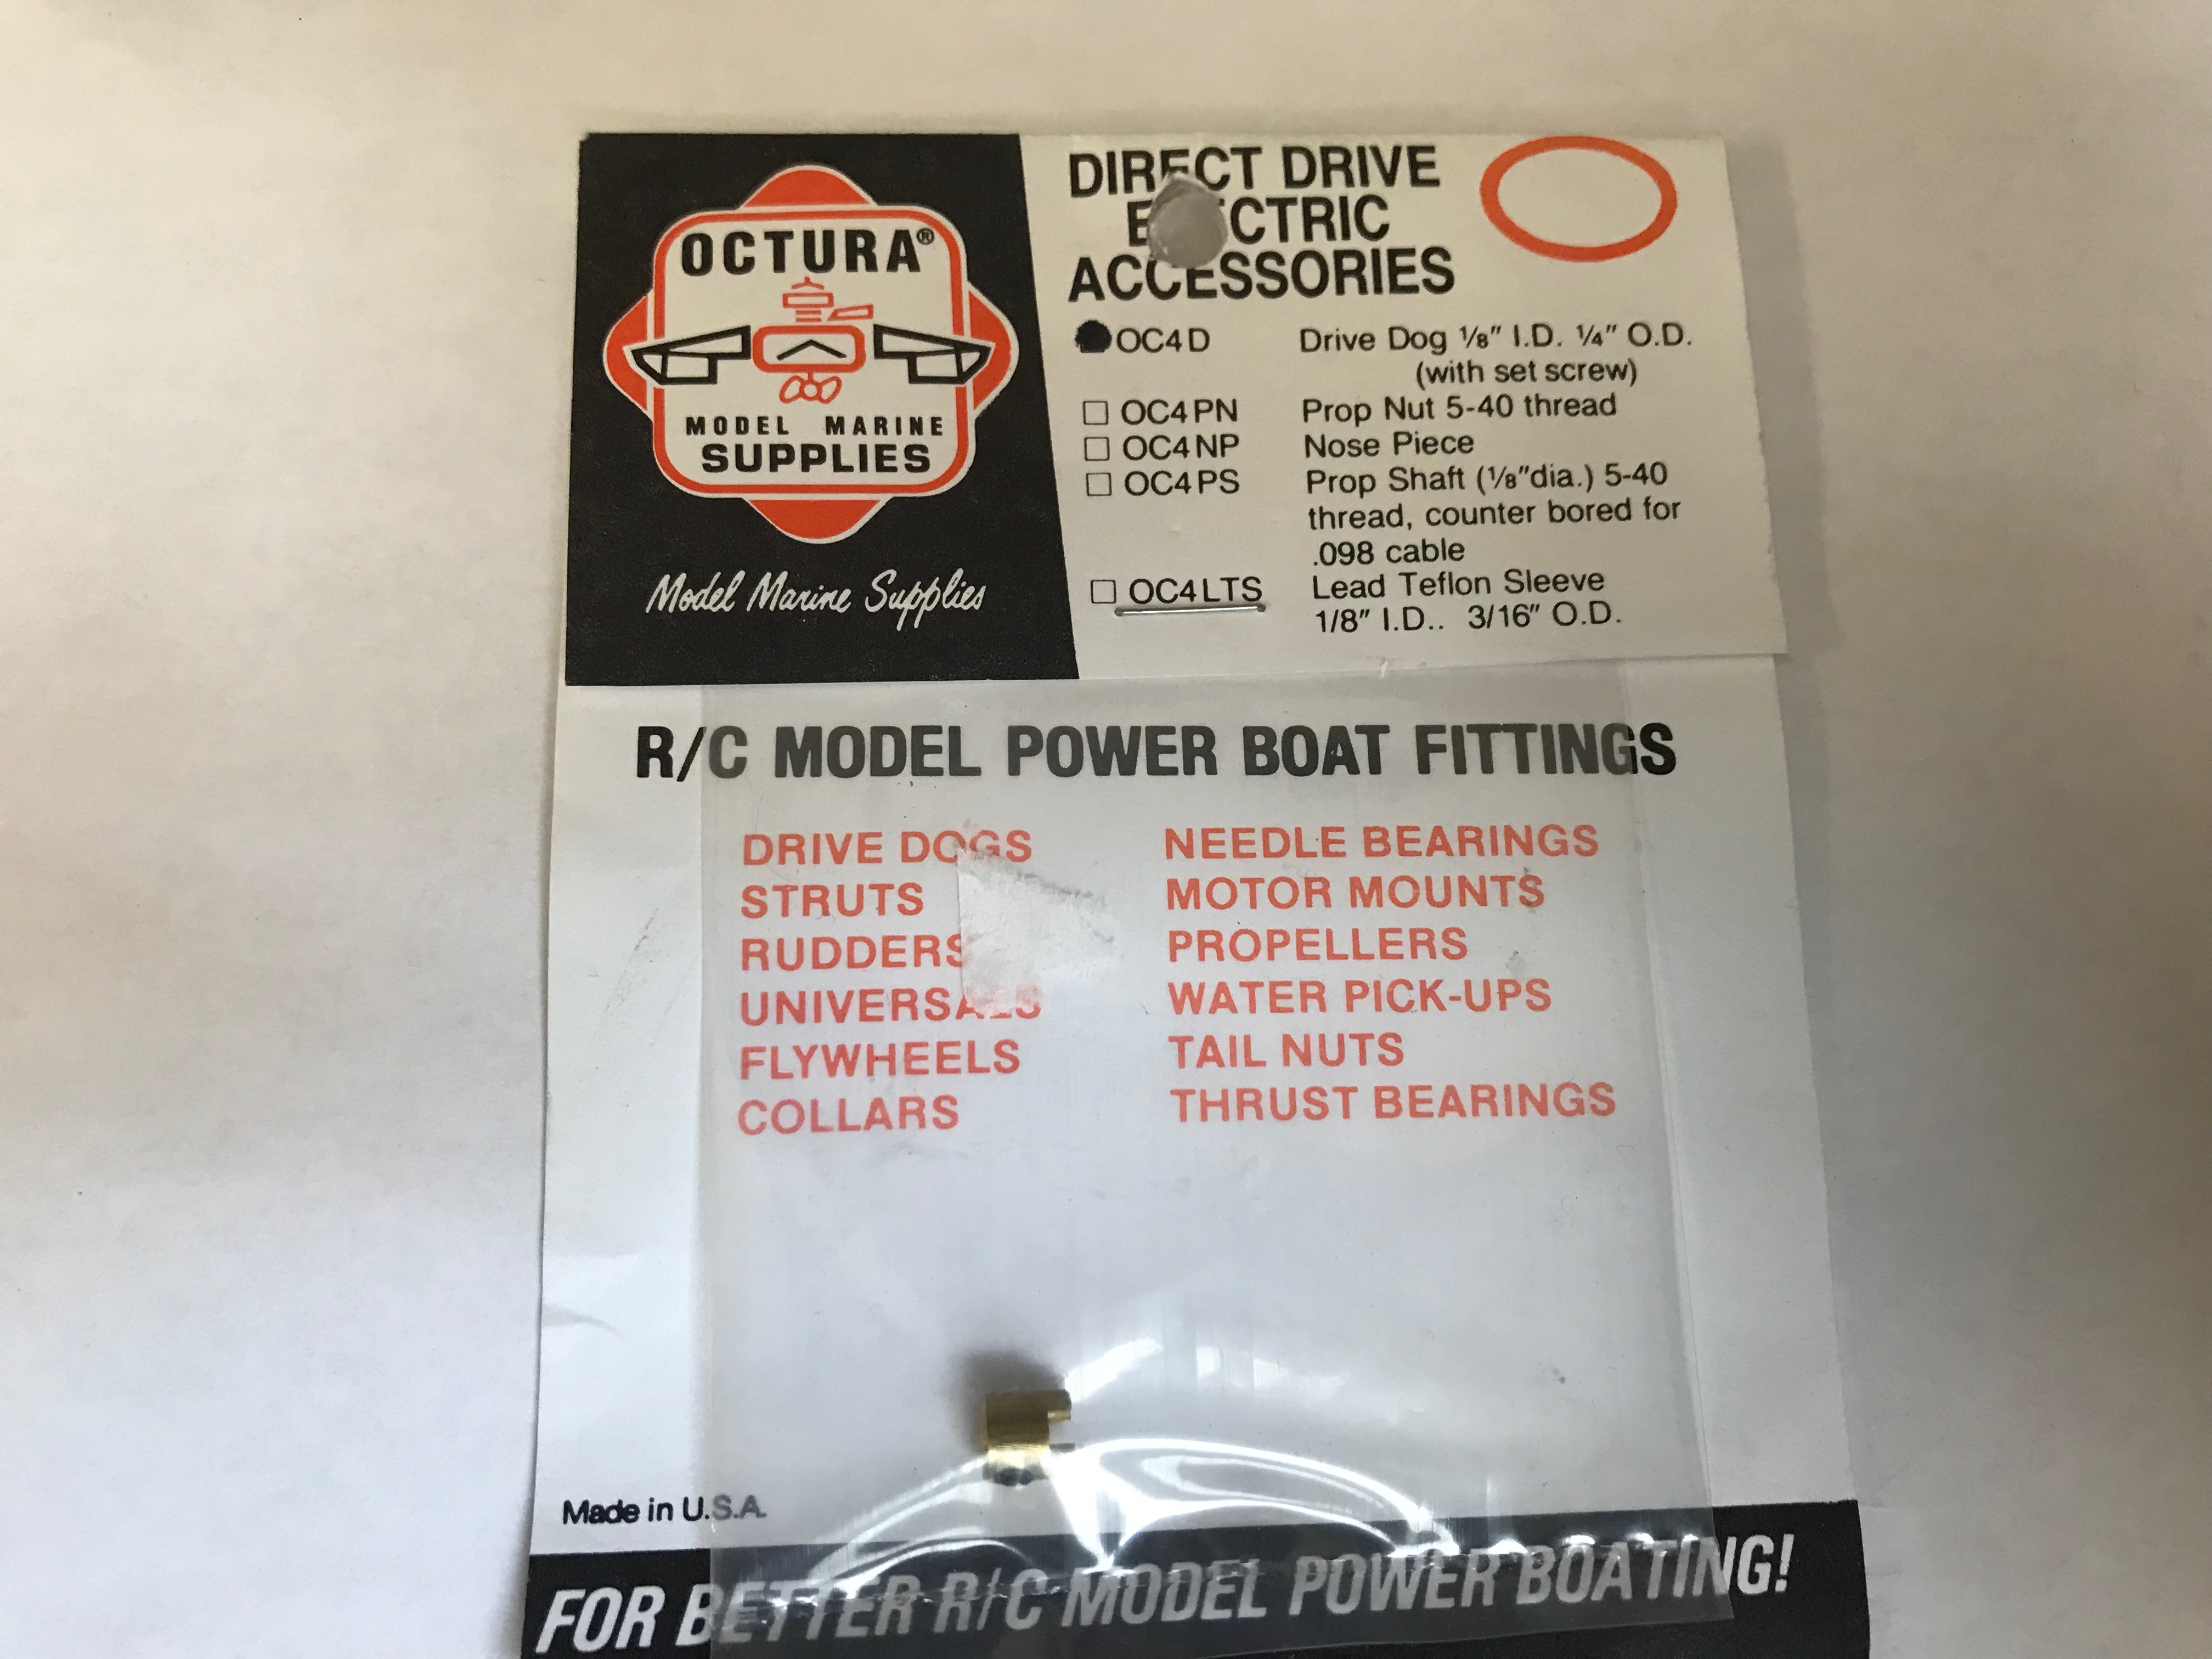 OCTURA®
MODEL MARINE
SUPPLIES
Model Marine Supplies
DIRECT DRIVE
ELECTRIC
ACCESSORIES
OC4D Drive Dog ⅛" I.D. ¼" O.D.
(with set screw)
OC4PN Prop Nut 5-40 thread
OC4NP Nose Piece
OC4PS Prop Shaft (⅛"dia.) 5-40
thread, counter bored for
.098 cable
OC4LTS Lead Teflon Sleeve
1/8" I.D.. 3/16" O.D.
R/C MODEL POWER BOAT FITTINGS
DRIVE DOGS
STRUTS
RUDDERS
UNIVERSALS
FLYWHEELS
COLLARS
NEEDLE BEARINGS
MOTOR MOUNTS
PROPELLERS
WATER PICK-UPS
TAIL NUTS
THRUST BEARINGS
Made in U.S.A.
FOR BETTER R/C MODEL POWER BOATING!